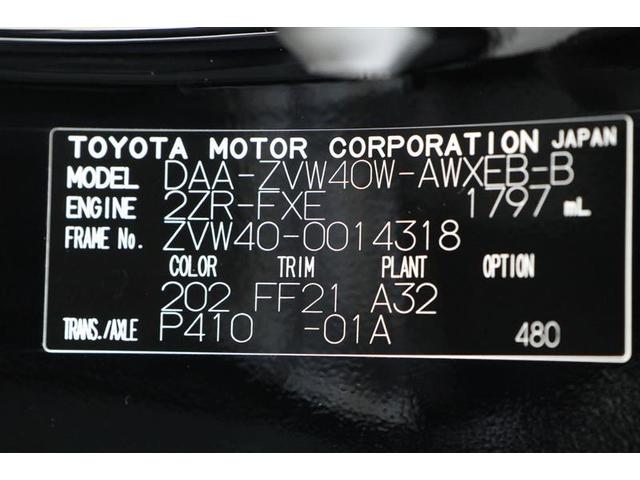 TOYOTA MOTOR CORPORATION JAPAN
MODEL DAA-ZVW40W-AWXEB-B
ENGINE 2ZR-FXE 1797 mL
FRAME No. ZVW40-0014318
COLOR TRIM PLANT OPTION
202 FF21 A32
TRANS./AXLE P410 -01A 480